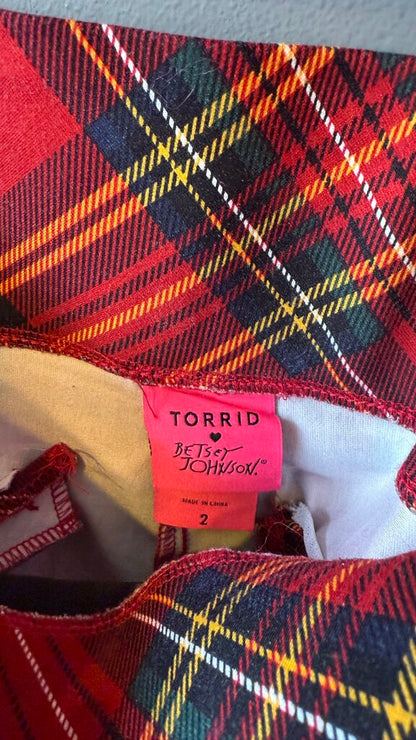 TORRID
♥
BETSEY
JOHNSON.®
MADE IN CHINA
2